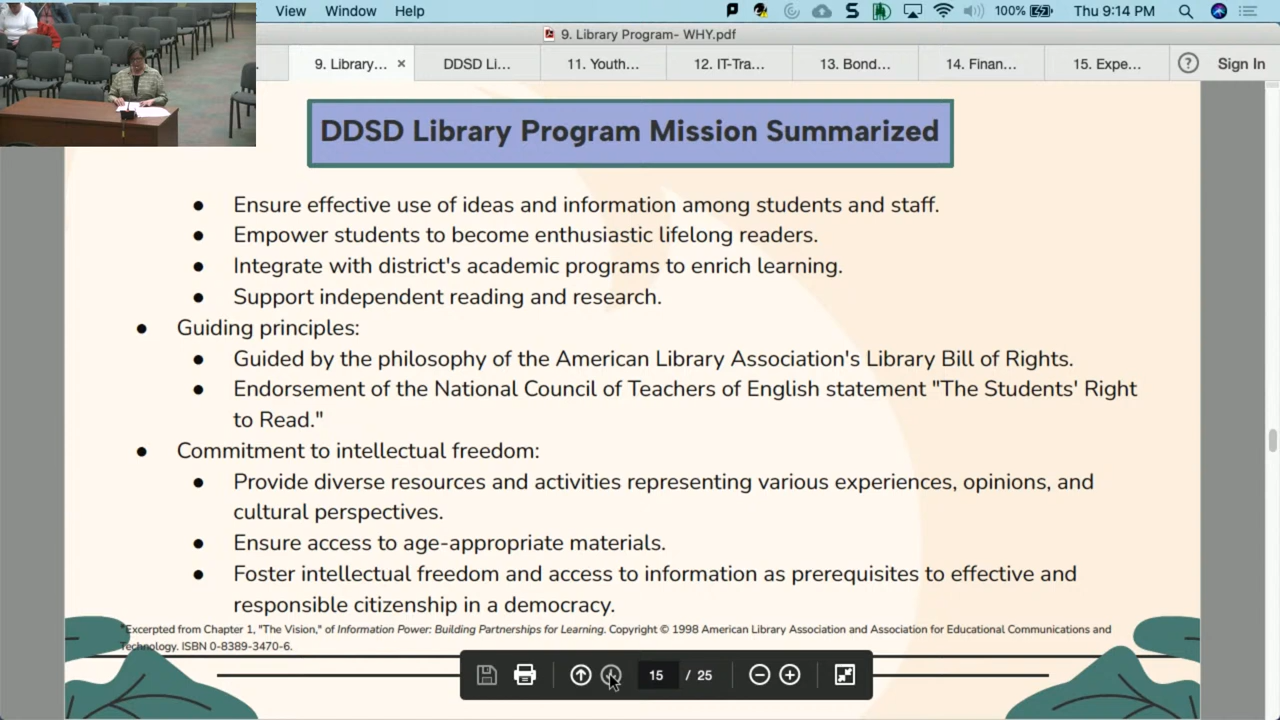 View Window Help 100% Thu 9:14 PM
9. Library Program- WHY.pdf
9. Library... × DDSD Li... 11. Youth... 12. IT-Tra... 13. Bond... 14. Finan... 15. Expe... ? Sign In
DDSD Library Program Mission Summarized
● Ensure effective use of ideas and information among students and staff.
● Empower students to become enthusiastic lifelong readers.
● Integrate with district's academic programs to enrich learning.
● Support independent reading and research.
● Guiding principles:
● Guided by the philosophy of the American Library Association's Library Bill of Rights.
● Endorsement of the National Council of Teachers of English statement "The Students' Right
to Read."
● Commitment to intellectual freedom:
● Provide diverse resources and activities representing various experiences, opinions, and
cultural perspectives.
● Ensure access to age-appropriate materials.
● Foster intellectual freedom and access to information as prerequisites to effective and
responsible citizenship in a democracy.
*Excerpted from Chapter 1, "The Vision," of Information Power: Building Partnerships for Learning. Copyright © 1998 American Library Association and Association for Educational Communications and
Technology. ISBN 0-8389-3470-6.
15 / 25